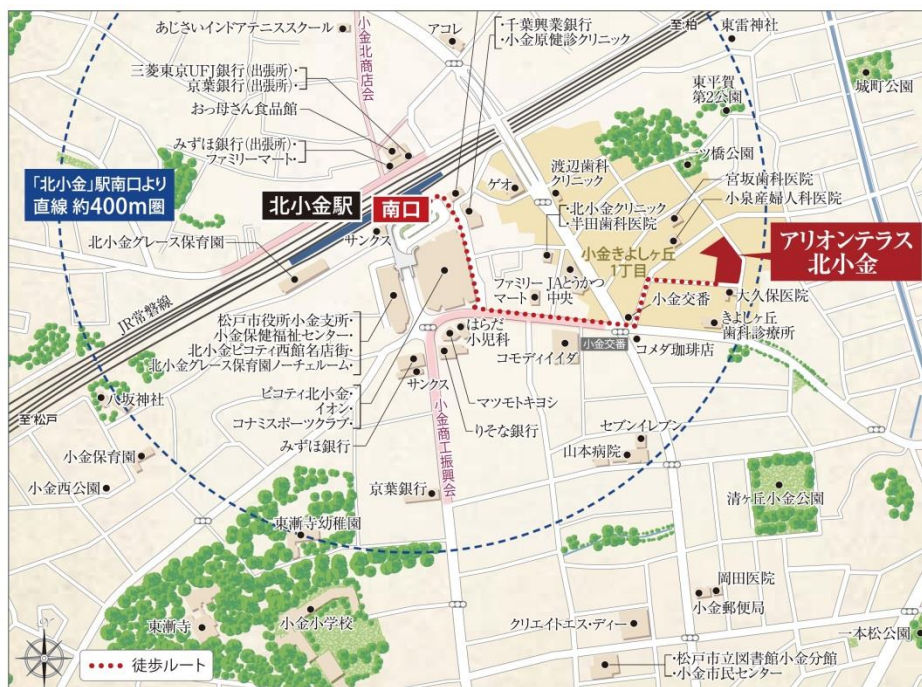 あじさいインドアテニススクール
小金北商店会
アコレ
・千葉興業銀行
・小金原健診クリニック
至:柏
東雷神社
三菱東京UFJ銀行(出張所)・
京葉銀行(出張所)
おっ母さん食品館
みずほ銀行(出張所)・
ファミリーマート
城町公園
東平賀
第2公園
一ツ橋公園
渡辺歯科
クリニック
ゲオ
宮坂歯科医院
小泉産婦人科医院
「北小金」駅南口より
直線 約400m圏
北小金駅
南口
サンクス
北小金グレース保育園
・北小金クリニック
・半田歯科医院
小金きよしヶ丘
1丁目
アリオンテラス
北小金
JR常磐線
ファミリー
マート
JAとうかつ
中央
小金交番
大久保医院
きよしヶ丘
歯科診療所
松戸市役所小金支所・
小金保健福祉センター・
北小金ピコティ西館名店街・
北小金グレース保育園ノーチェルーム
はらだ
小児科
コモディイイダ
小金交番
コメダ珈琲店
サンクス
ピコティ北小金・
イオン・
コナミスポーツクラブ
マツモトキヨシ
みずほ銀行
りそな銀行
小金商工振興会
八坂神社
至:松戸
小金保育園
小金西公園
京葉銀行
セブンイレブン
山本病院
清ヶ丘小金公園
東漸寺幼稚園
東漸寺
小金小学校
岡田医院
小金郵便局
クリエイトエス・ディー
一本松公園
・松戸市立図書館小金分館
・小金市民センター
徒歩ルート